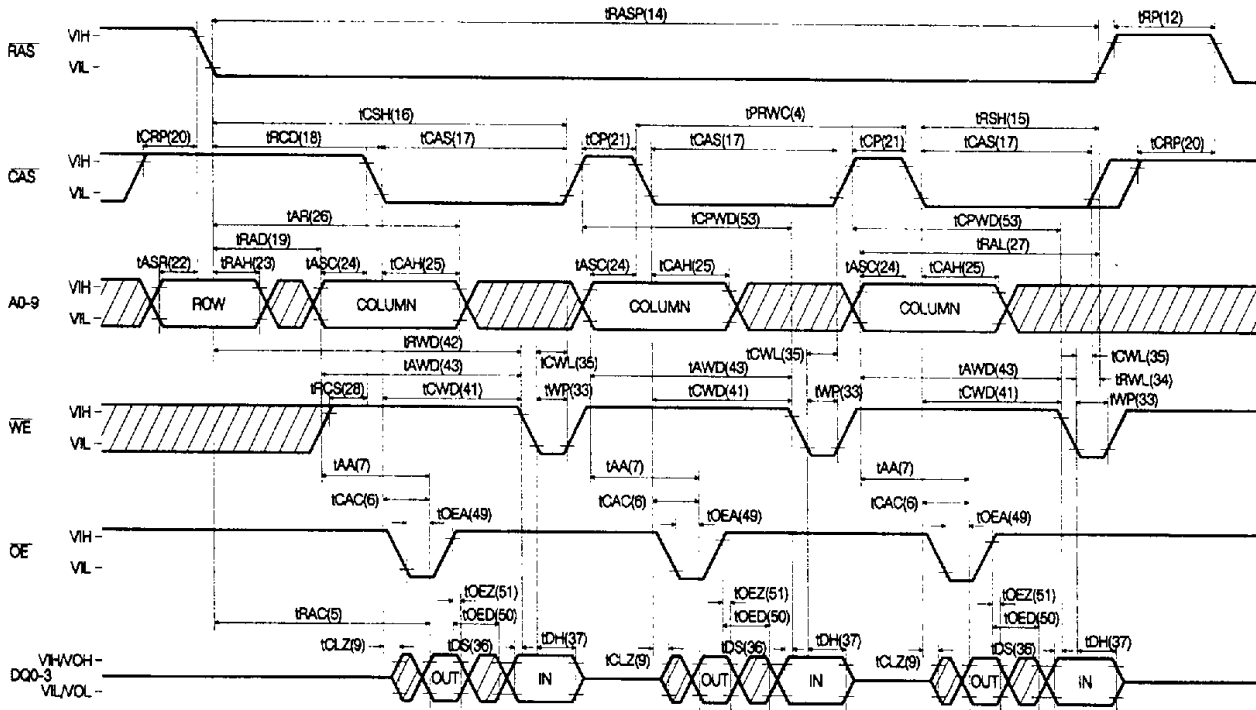 tRASP(14) tRP(12)
RAS VIH
VIL
tCSH(16) tPRWC(4) tRSH(15)
tCRP(20) tRCD(18) tCAS(17) tCP(21) tCAS(17) tCP(21) tCAS(17) tCRP(20)
CAS VIH
VIL
tAR(26) tCPWD(53) tCPWD(53)
tRAD(19) tRAL(27)
tASR(22) tRAH(23) tASC(24) tCAH(25) tASC(24) tCAH(25) tASC(24) tCAH(25)
A0-9 VIH
VIL
ROW COLUMN COLUMN COLUMN
tRWD(42) tCWL(35) tCWL(35) tCWL(35)
tAWD(43) tAWD(43) tAWD(43) tRWL(34)
tRCS(28) tCWD(41) tWP(33) tCWD(41) tWP(33) tCWD(41) tWP(33)
WE VIH
VIL
tAA(7) tAA(7) tAA(7)
tCAC(6) tCAC(6) tCAC(6)
tOEA(49) tOEA(49) tOEA(49)
OE VIH
VIL
tOEZ(51) tOEZ(51) tOEZ(51)
tRAC(5) tOED(50) tOED(50) tOED(50)
tCLZ(9) tDS(36) tDH(37) tCLZ(9) tDS(36) tDH(37) tCLZ(9) tDS(36) tDH(37)
DQ0-3 VIH/VOH
VIL/VOL
OUT IN OUT IN OUT IN